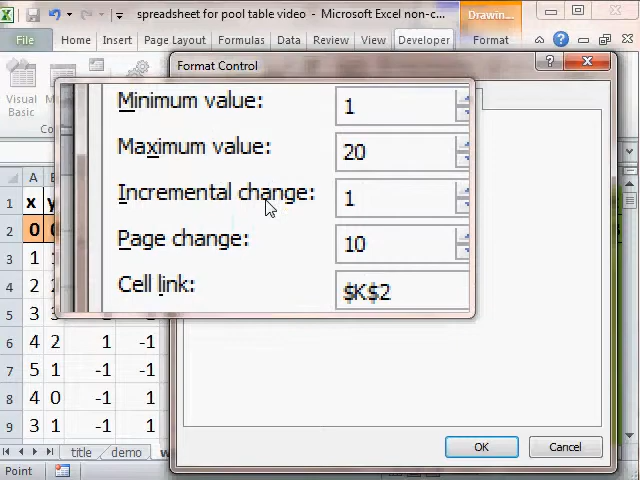 spreadsheet for pool table video - Microsoft Excel non-c...
Drawin...
File Home Insert Page Layout Formulas Data Review View Developer Format
Format Control
Visual
Basic
Minimum value: 1
Maximum value: 20
Incremental change: 1
Page change: 10
Cell link: $K$2
A
1 x y
2 0
3 1 1
4 2 2
5 3
6 4 2 1 -1
7 5 1 -1 -1
8 4 0 -1 1
9 3 1 -1 1
title demo
OK Cancel
Point